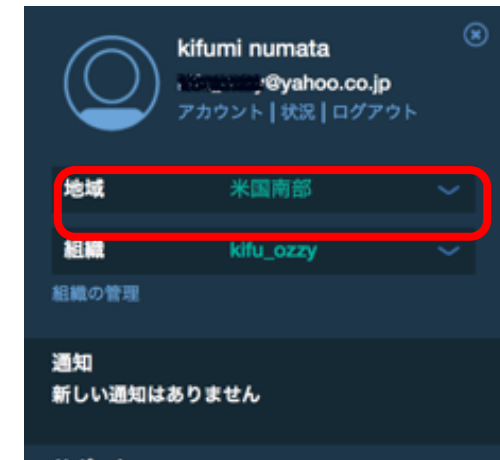 kifumi numata
@yahoo.co.jp
アカウント | 状況 | ログアウト
地域 米国南部
組織 kifu_ozzy
組織の管理
通知
新しい通知はありません